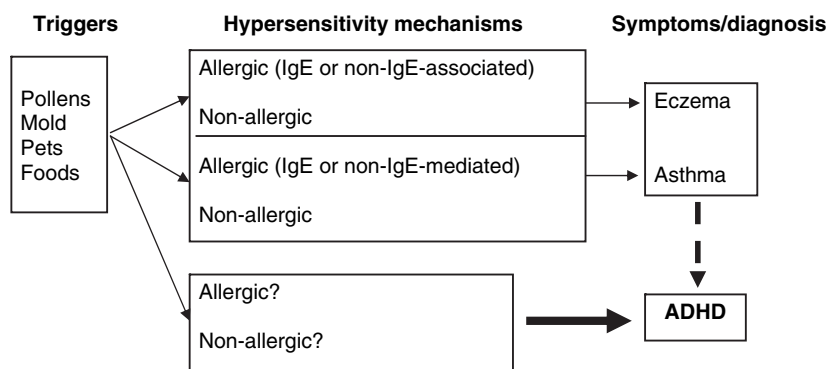 Triggers
Hypersensitivity mechanisms
Symptoms/diagnosis
Pollens
Mold
Pets
Foods
Allergic (IgE or non-IgE-associated)
Non-allergic
Allergic (IgE or non-IgE-mediated)
Non-allergic
Allergic?
Non-allergic?
Eczema
Asthma
ADHD